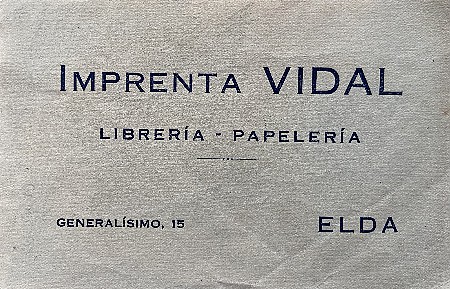 IMPRENTA VIDAL
LIBRERÍA - PAPELERÍA
GENERALÍSIMO, 15 ELDA